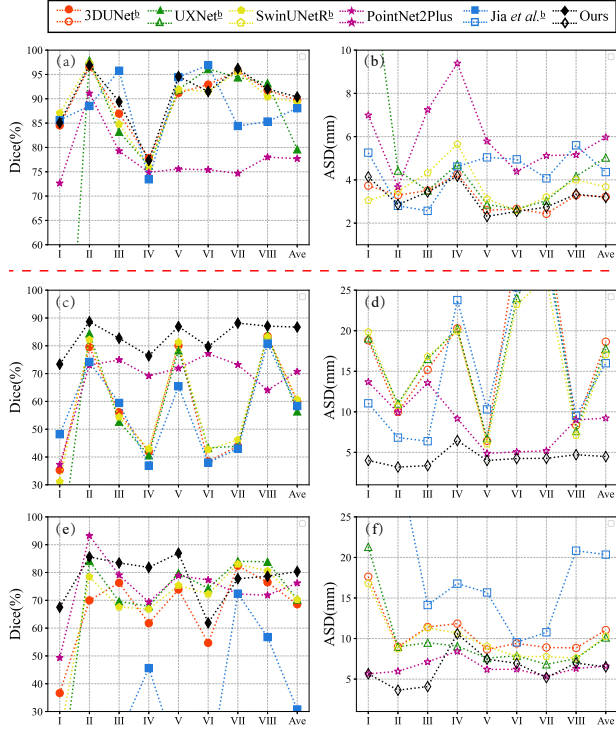 3DUNetᵇ UXNetᵇ SwinUNetRᵇ PointNet2Plus Jia et al.ᵇ Ours
(a)
Dice(%)
100
95
90
85
80
75
70
65
60
I II III IV V VI VII VIII Ave
(b)
ASD(mm)
10
8
6
4
2
I II III IV V VI VII VIII Ave
(c)
Dice(%)
100
90
80
70
60
50
40
30
I II III IV V VI VII VIII Ave
(d)
ASD(mm)
25
20
15
10
5
I II III IV V VI VII VIII Ave
(e)
Dice(%)
100
90
80
70
60
50
40
30
I II III IV V VI VII VIII Ave
(f)
ASD(mm)
25
20
15
10
5
I II III IV V VI VII VIII Ave